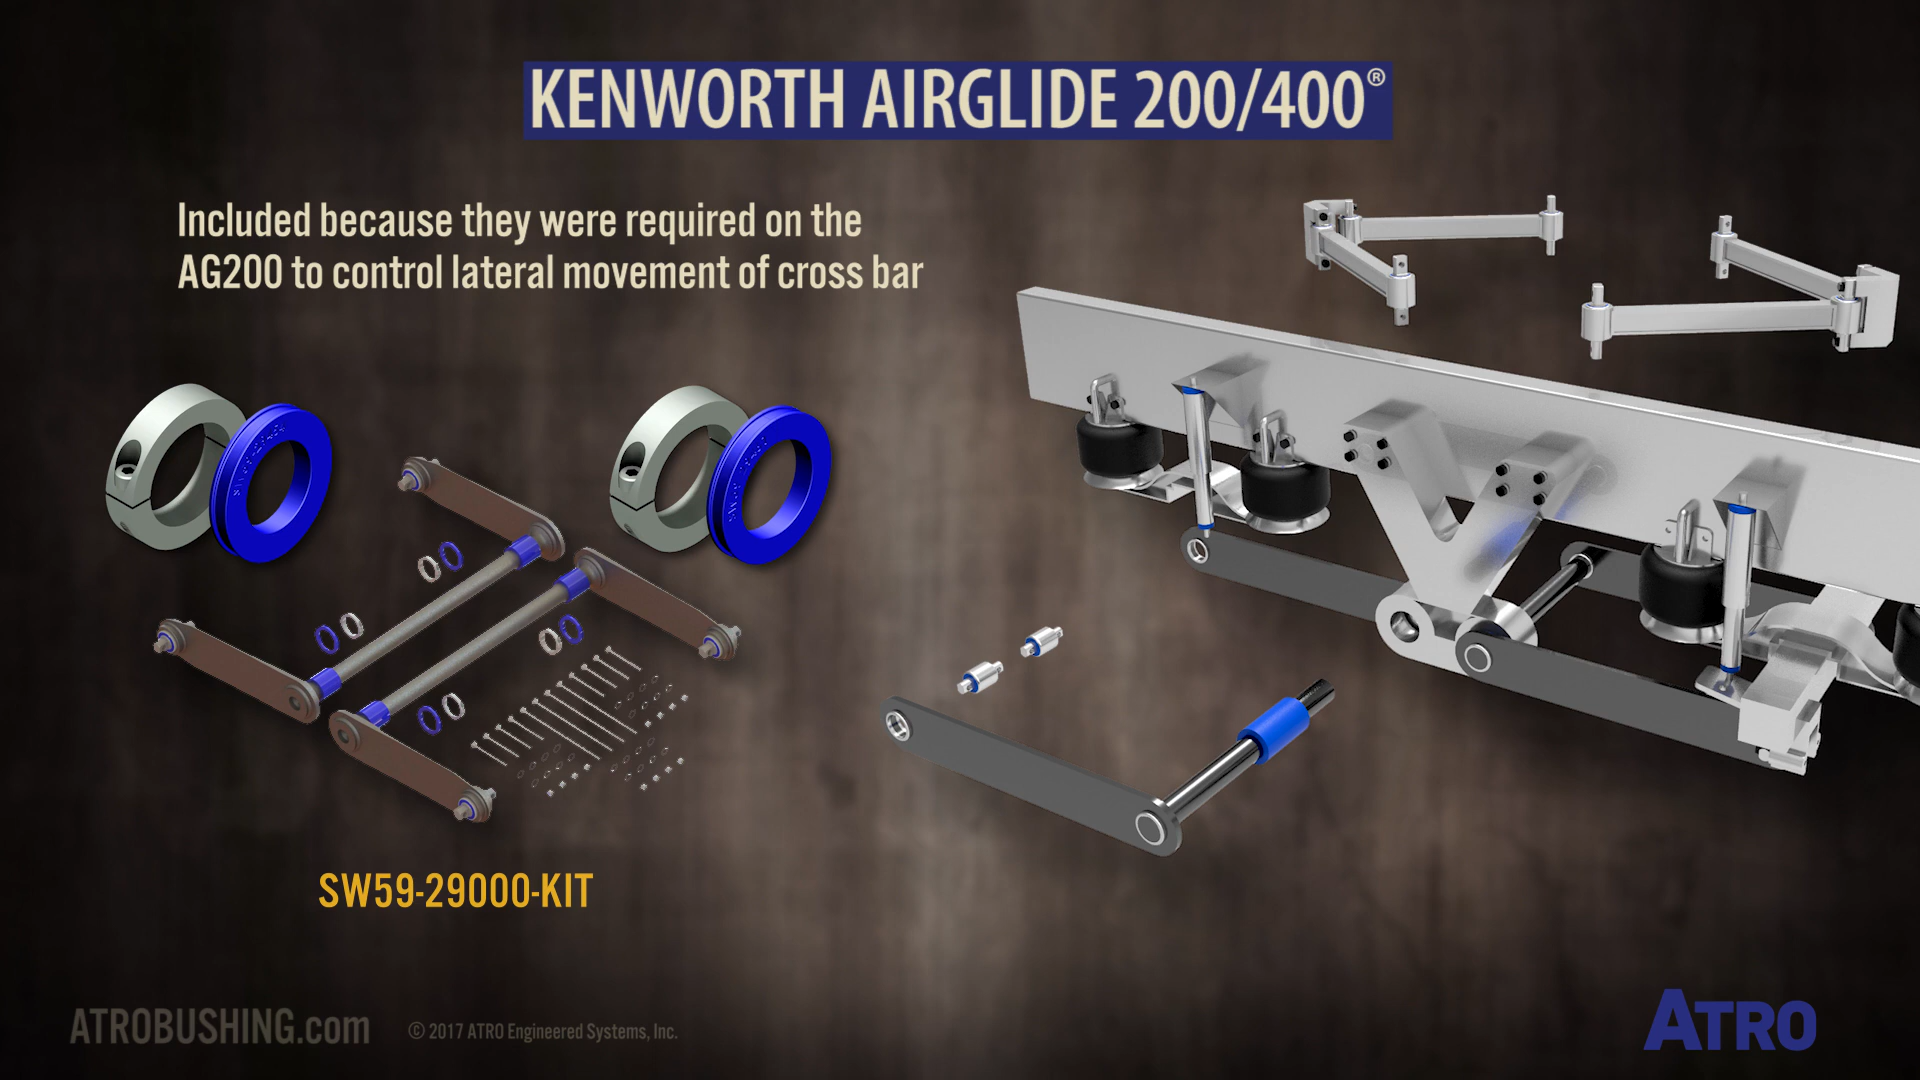 KENWORTH AIRGLIDE 200/400®
Included because they were required on the
AG200 to control lateral movement of cross bar
SW59-29000-KIT
ATROBUSHING.com
© 2017 ATRO Engineered Systems, Inc.
ATRO